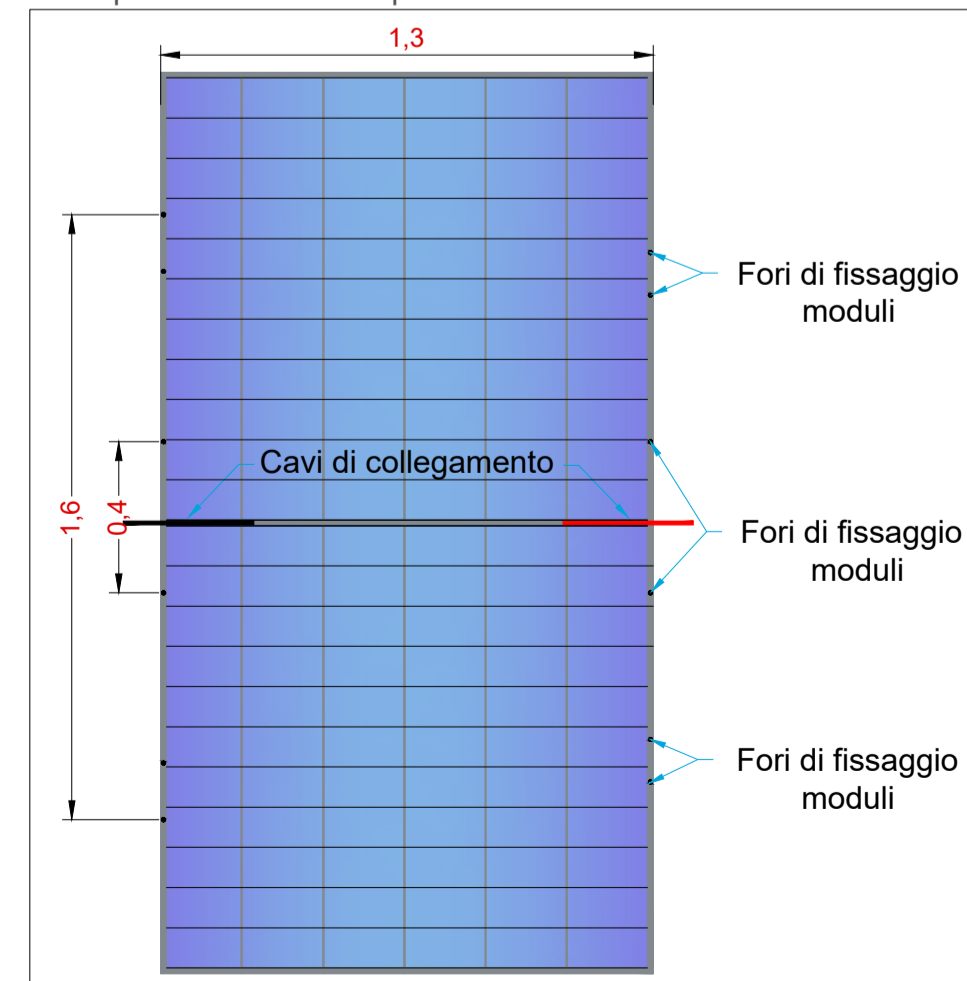 1,3
Fori di fissaggio
moduli
Cavi di collegamento
1,6
0,4
Fori di fissaggio
moduli
Fori di fissaggio
moduli